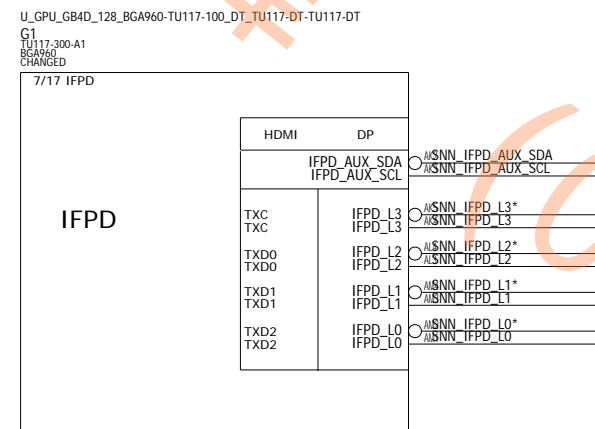 U_GPU_GB4D_128_BGA960-TU117-100_DT_TU117-DT-TU117-DT
G1
TU117-300-A1
BGA960
CHANGED
7/17 IFPD
HDMI DP
IFPD_AUX_SDA SNN_IFPD_AUX_SDA
IFPD_AUX_SCL SNN_IFPD_AUX_SCL
IFPD
TXC IFPD_L3 SNN_IFPD_L3*
TXC IFPD_L3 SNN_IFPD_L3
TXD0 IFPD_L2 SNN_IFPD_L2*
TXD0 IFPD_L2 SNN_IFPD_L2
TXD1 IFPD_L1 SNN_IFPD_L1*
TXD1 IFPD_L1 SNN_IFPD_L1
TXD2 IFPD_L0 SNN_IFPD_L0*
TXD2 IFPD_L0 SNN_IFPD_L0